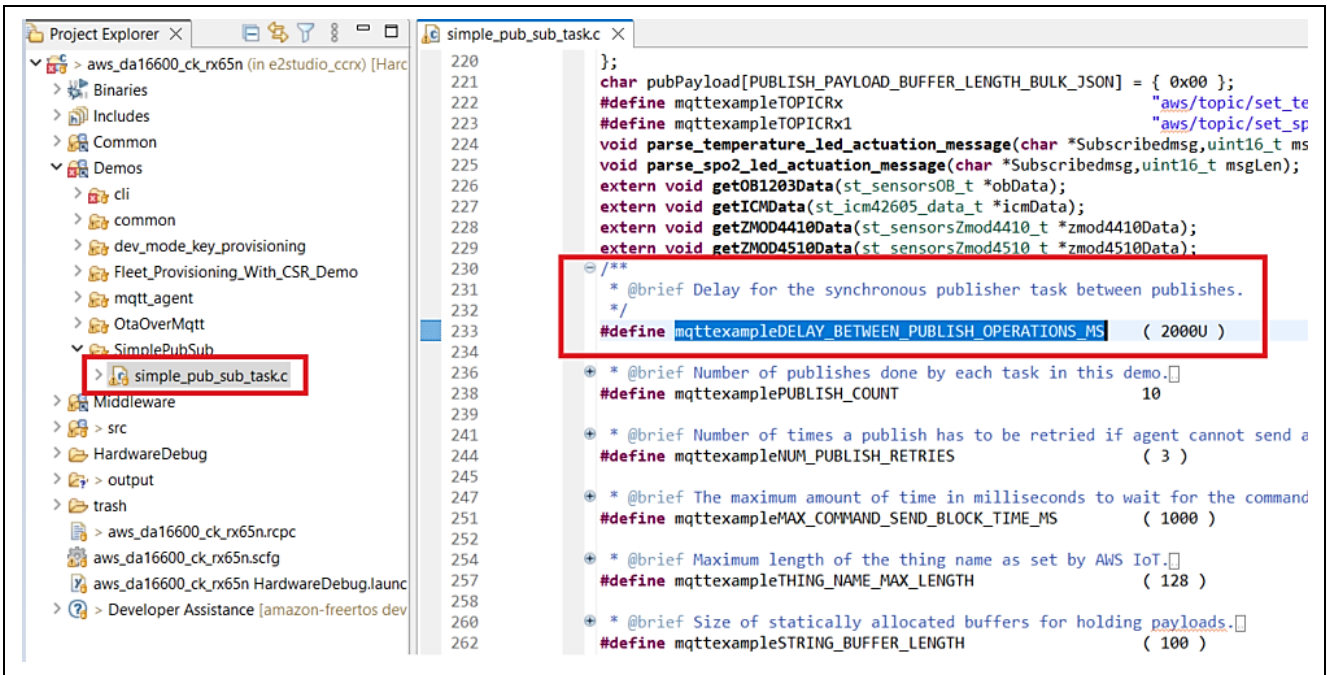 Project Explorer
aws_da16600_ck_rx65n (in e2studio_ccrx) [Hard
Binaries
Includes
Common
Demos
cli
common
dev_mode_key_provisioning
Fleet_Provisioning_With_CSR_Demo
mqtt_agent
OtaOverMqtt
SimplePubSub
simple_pub_sub_task.c
Middleware
src
HardwareDebug
output
trash
aws_da16600_ck_rx65n.rcpc
aws_da16600_ck_rx65n.scfg
aws_da16600_ck_rx65n HardwareDebug.launc
Developer Assistance [amazon-freertos dev
simple_pub_sub_task.c
220 };
221 char pubPayload[PUBLISH_PAYLOAD_BUFFER_LENGTH_BULK_JSON] = { 0x00 };
222 #define mqttexampleTOPICRx "aws/topic/set_te
223 #define mqttexampleTOPICRx1 "aws/topic/set_sp
224 void parse_temperature_led_actuation_message(char *Subscribedmsg,uint16_t ms
225 void parse_spo2_led_actuation_message(char *Subscribedmsg,uint16_t msgLen);
226 extern void getOB1203Data(st_sensorsOB_t *obData);
227 extern void getICMData(st_icm42605_data_t *icmData);
228 extern void getZMOD4410Data(st_sensorsZmod4410_t *zmod4410Data);
229 extern void getZMOD4510Data(st_sensorsZmod4510_t *zmod4510Data);
230 /**
231 * @brief Delay for the synchronous publisher task between publishes.
232 */
233 #define mqttexampleDELAY_BETWEEN_PUBLISH_OPERATIONS_MS ( 2000U )
234
236 * @brief Number of publishes done by each task in this demo.
238 #define mqttexamplePUBLISH_COUNT 10
239
241 * @brief Number of times a publish has to be retried if agent cannot send a
244 #define mqttexampleNUM_PUBLISH_RETRIES ( 3 )
245
247 * @brief The maximum amount of time in milliseconds to wait for the command
251 #define mqttexampleMAX_COMMAND_SEND_BLOCK_TIME_MS ( 1000 )
252
254 * @brief Maximum length of the thing name as set by AWS IoT.
257 #define mqttexampleTHING_NAME_MAX_LENGTH ( 128 )
258
260 * @brief Size of statically allocated buffers for holding payloads.
262 #define mqttexampleSTRING_BUFFER_LENGTH ( 100 )